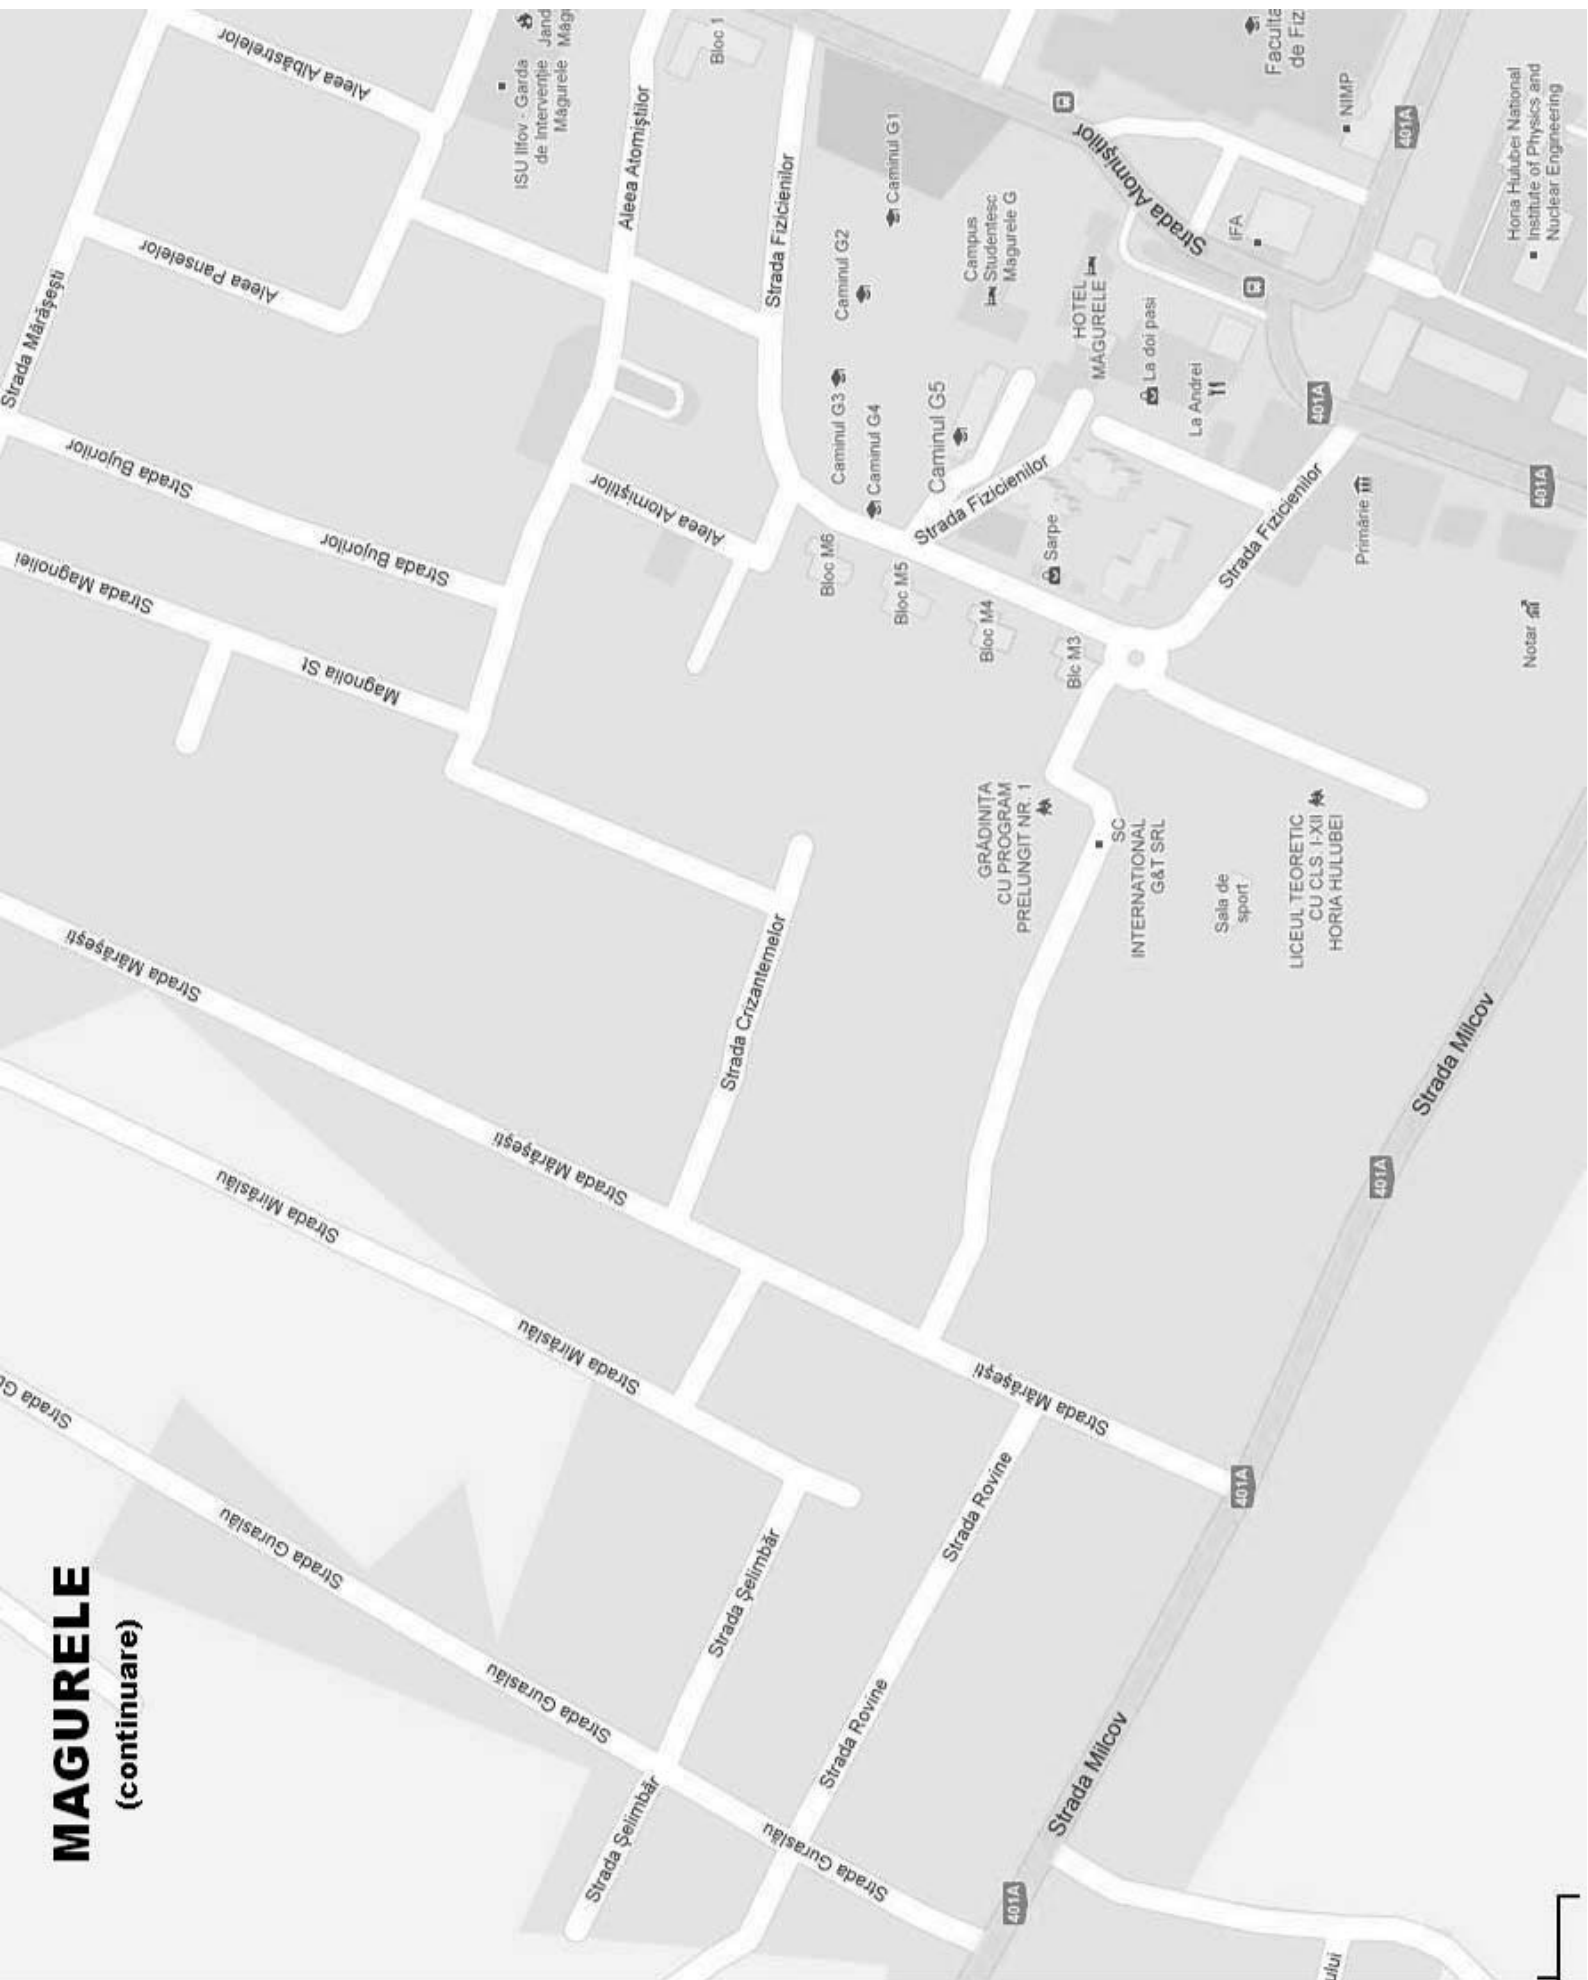 MAGURELE
(continuare)
Strada Mărășești
Aleea Albăstrelelor
Aleea Panselelor
ISU Ilfov - Garda
de Intervenție
Măgurele
Aleea Atomiștilor
Bloc 1
Strada Fizicienilor
Caminul G1
Caminul G2
Caminul G3
Caminul G4
Caminul G5
Campus
Studentesc
Magurele G
Strada Atomiștilor
IFA
NIMP
401A
Horia Hulubei National
Institute of Physics and
Nuclear Engineering
HOTEL
MĂGURELE
La doi pasi
La Andrei
401A
401A
Primărie
Notar
Strada Bujorilor
Strada Bujorilor
Strada Magnoliei
Magnolia St
Aleea Atomiștilor
Strada Fizicienilor
Strada Fizicienilor
Sarpe
Bloc M6
Bloc M5
Bloc M4
Blc M3
GRĂDINIȚA
CU PROGRAM
PRELUNGIT NR. 1
SC
INTERNATIONAL
G&T SRL
Sala de
sport
LICEUL TEORETIC
CU CLS. I-XII
HORIA HULUBEI
Strada Crizantemelor
Strada Mărășești
Strada Mărășești
Strada Mărășești
Strada Mirăslău
Strada Mirăslău
Strada Milcov
401A
401A
Strada
Strada Guraslău
Strada Guraslău
Strada Guraslău
Strada Șelimbăr
Strada Șelimbăr
Strada Rovine
Strada Rovine
Strada Milcov
401A